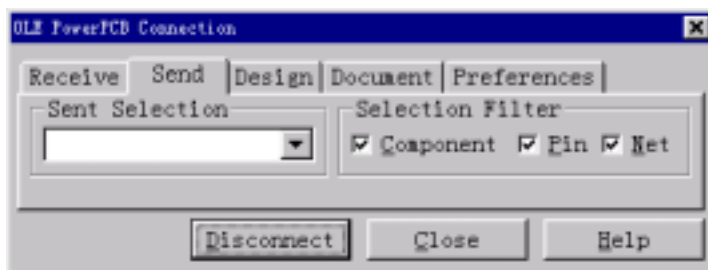 OLE PowerPCB Connection
Receive Send Design Document Preferences
Sent Selection Selection Filter
Component Pin Net
Disconnect Close Help